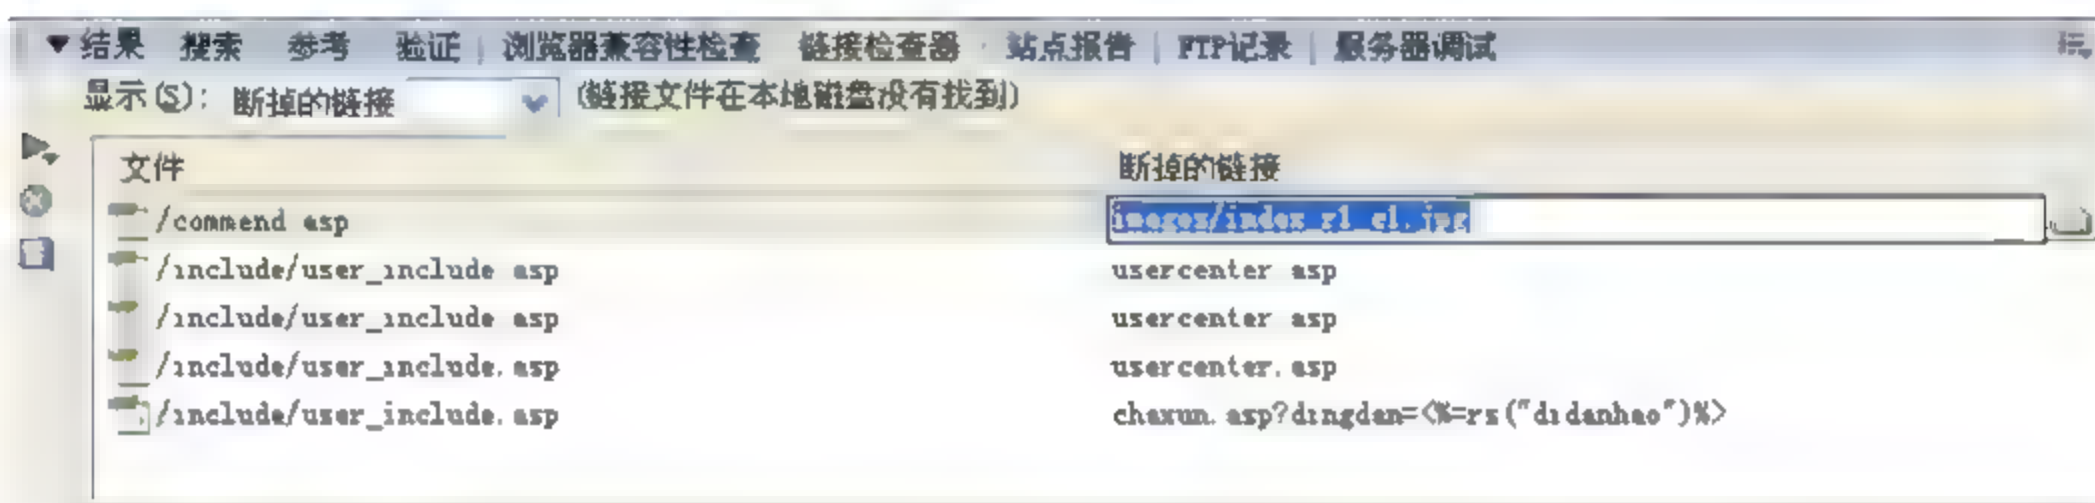 结果 搜索 参考 验证 浏览器兼容性检查 链接检查器 站点报告 FTP记录 服务器调试
显示(S): 断掉的链接 (链接文件在本地磁盘没有找到)
文件 断掉的链接
/commend asp images/index_r1_c1.jpg
/include/user_include asp usercenter asp
/include/user_include asp usercenter asp
/include/user_include.asp usercenter.asp
/include/user_include.asp chaxun.asp?dingdan=<%=rs("didanhao")%>